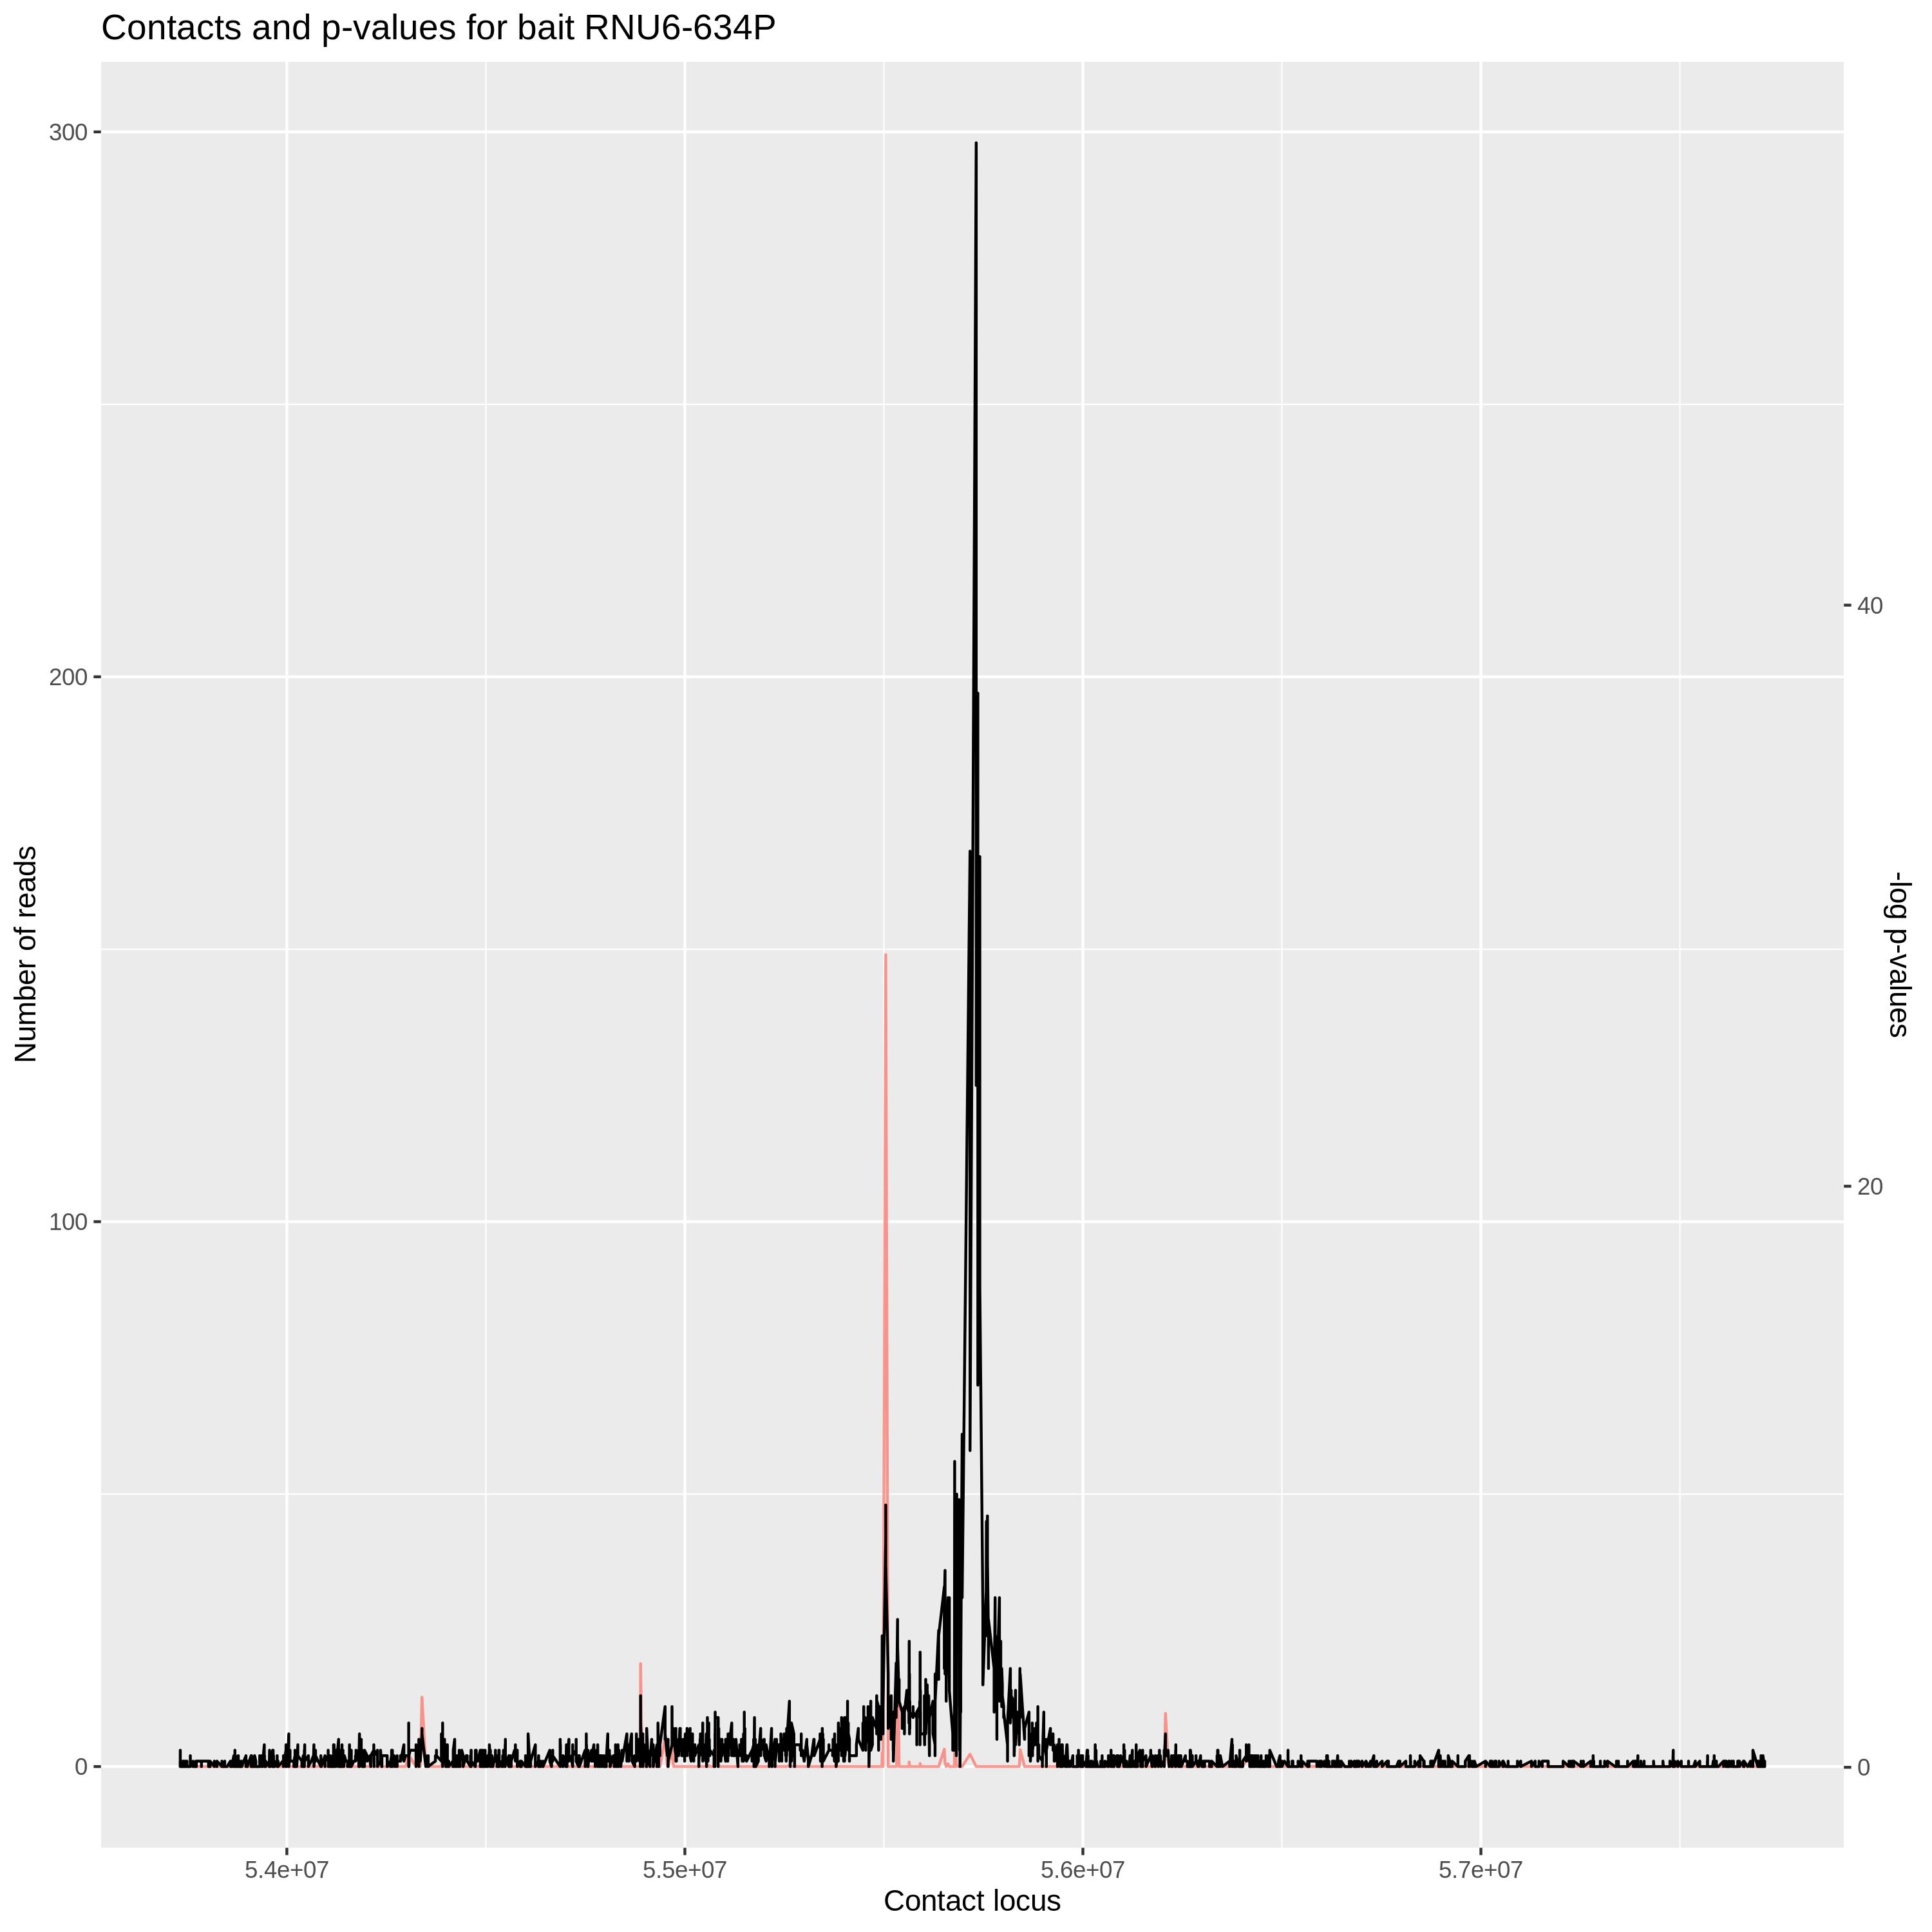 Contacts and p-values for bait RNU6-634P
300
200
100
0
Number of reads
40
20
0
-log p-values
5.4e+07
5.5e+07
5.6e+07
5.7e+07
Contact locus